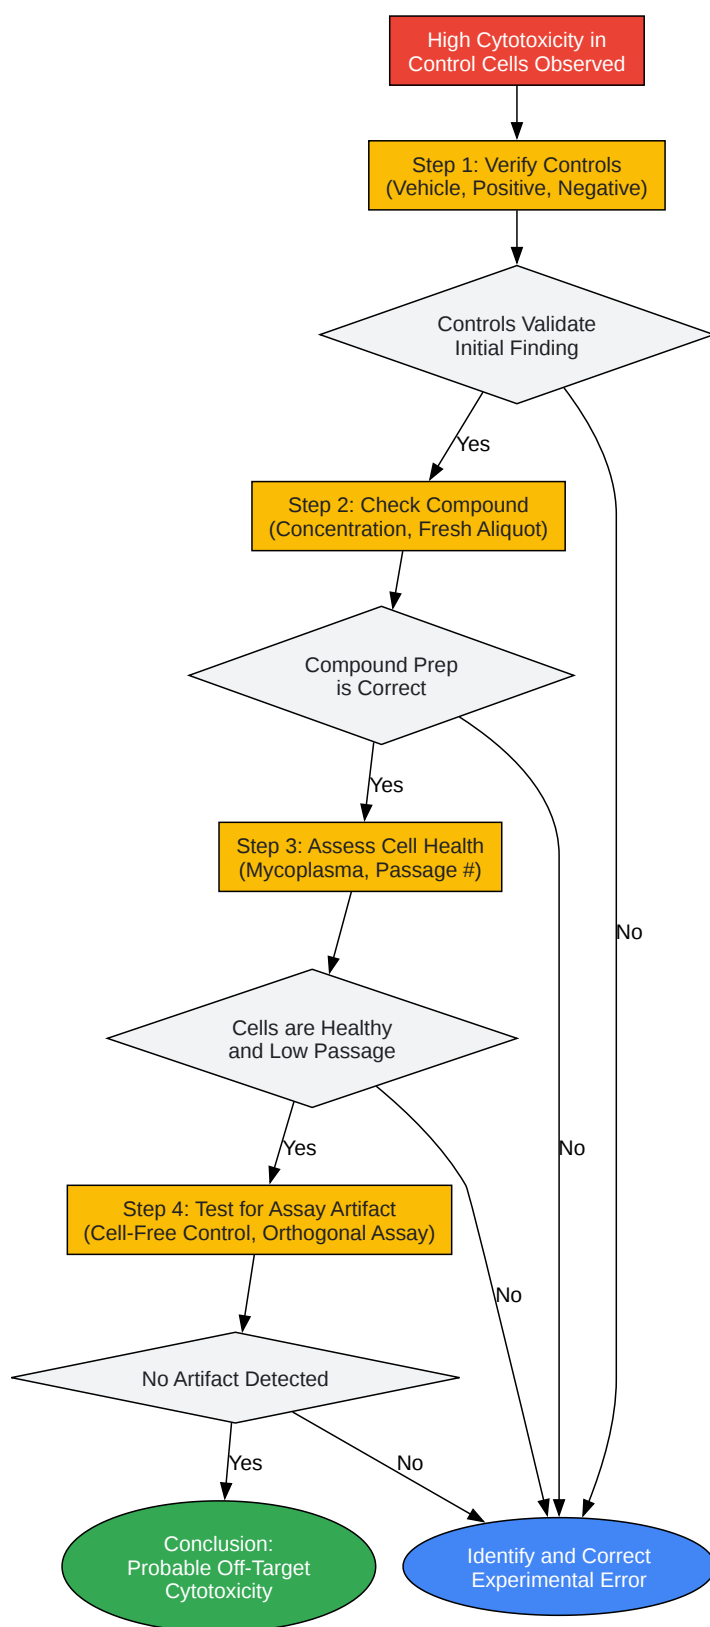 High Cytotoxicity in
Control Cells Observed
Step 1: Verify Controls
(Vehicle, Positive, Negative)
Controls Validate
Initial Finding
Yes
Step 2: Check Compound
(Concentration, Fresh Aliquot)
Compound Prep
is Correct
Yes
Step 3: Assess Cell Health
(Mycoplasma, Passage #)
No
Cells are Healthy
and Low Passage
Yes
No
Step 4: Test for Assay Artifact
(Cell-Free Control, Orthogonal Assay)
No
No Artifact Detected
Yes
No
Conclusion:
Probable Off-Target
Cytotoxicity
Identify and Correct
Experimental Error